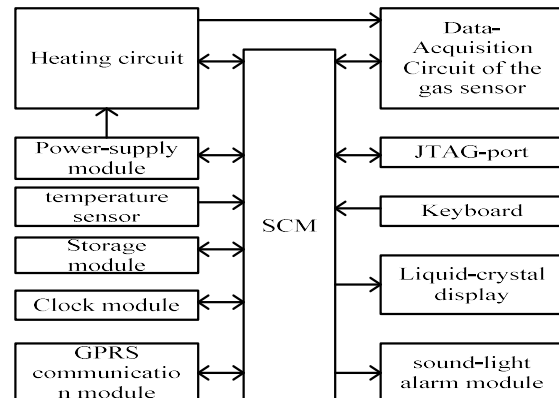 Heating circuit
Power-supply
module
temperature
sensor
Storage
module
Clock module
GPRS
communicatio
n module
SCM
Data-
Acquisition
Circuit of the
gas sensor
JTAG-port
Keyboard
Liquid-crystal
display
sound-light
alarm module